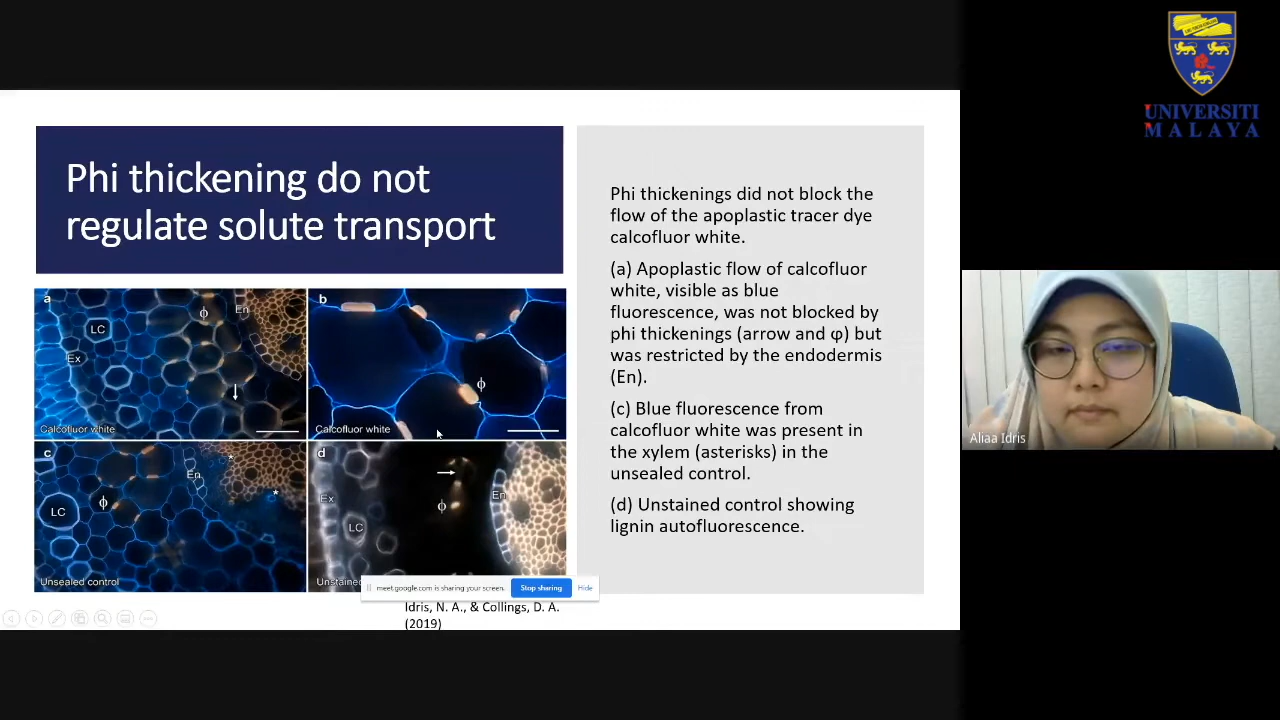 UNIVERSITI
MALAYA
Phi thickening do not
regulate solute transport
Phi thickenings did not block the
flow of the apoplastic tracer dye
calcofluor white.
(a) Apoplastic flow of calcofluor
white, visible as blue
fluorescence, was not blocked by
phi thickenings (arrow and φ) but
was restricted by the endodermis
(En).
(c) Blue fluorescence from
calcofluor white was present in
the xylem (asterisks) in the
unsealed control.
(d) Unstained control showing
lignin autofluorescence.
a
LC
Ex
ϕ
En
Calcofluor white
b
ϕ
Calcofluor white
c
LC
ϕ
En
*
*
Unsealed control
d
Ex
LC
ϕ
En
Unstained
meet.google.com is sharing your screen.
Stop sharing
Hide
Idris, N. A., & Collings, D. A.
(2019)
Aliaa Idris